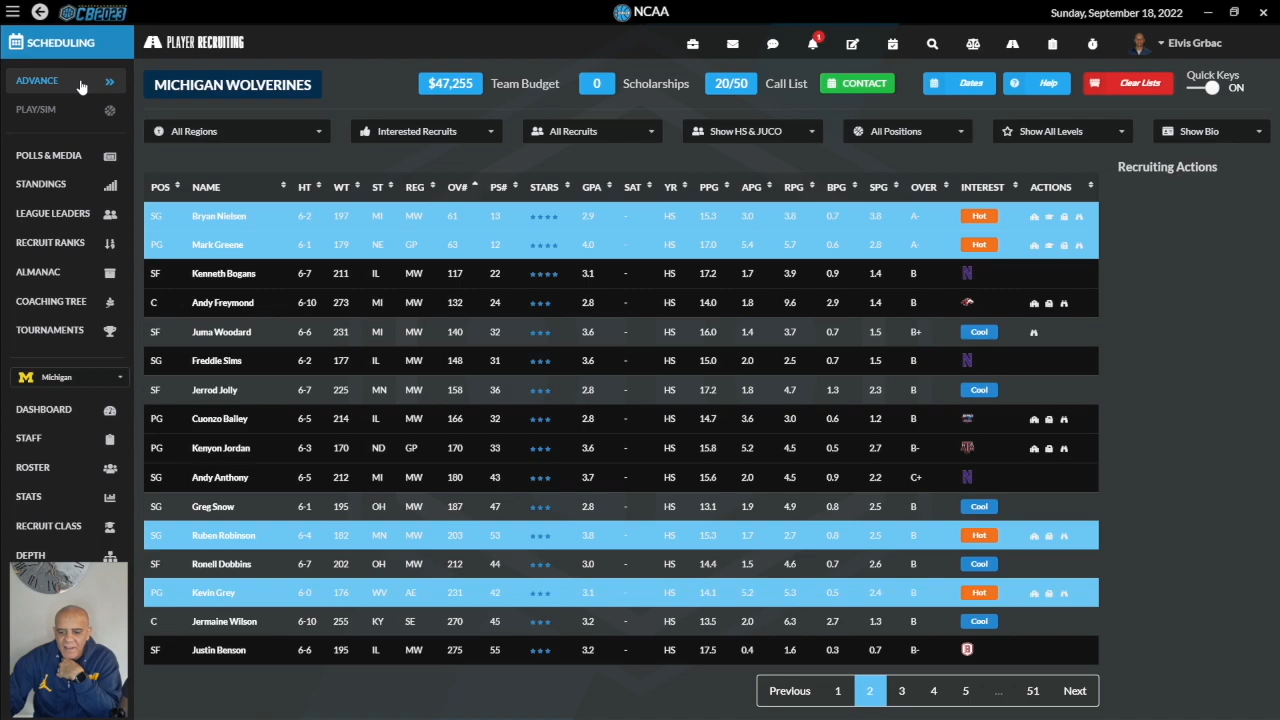 CB2023
NCAA
Sunday, September 18, 2022
SCHEDULING
PLAYER RECRUITING
1
Elvis Grbac
ADVANCE
PLAY/SIM
POLLS & MEDIA
STANDINGS
LEAGUE LEADERS
RECRUIT RANKS
ALMANAC
COACHING TREE
TOURNAMENTS
Michigan
DASHBOARD
STAFF
ROSTER
STATS
RECRUIT CLASS
DEPTH
MICHIGAN WOLVERINES
$47,255 Team Budget 0 Scholarships 20/50 Call List CONTACT Dates Help Clear Lists Quick Keys ON
All Regions Interested Recruits All Recruits Show HS & JUCO All Positions Show All Levels Show Bio
Recruiting Actions
POS NAME HT WT ST REG OV# PS# STARS GPA SAT YR PPG APG RPG BPG SPG OVER INTEREST ACTIONS
SG Bryan Nielsen 6-2 197 MI MW 61 13 2.9 - HS 15.3 3.0 3.8 0.7 3.8 A- Hot
PG Mark Greene 6-1 179 NE GP 63 12 4.0 - HS 17.0 5.4 5.7 0.6 2.8 A- Hot
SF Kenneth Bogans 6-7 211 IL MW 117 22 3.1 - HS 17.2 1.7 3.9 0.9 1.4 B N
C Andy Freymond 6-10 273 MI MW 132 24 2.8 - HS 14.0 1.8 9.6 2.9 1.4 B
SF Juma Woodard 6-6 231 MI MW 140 32 3.6 - HS 16.0 1.4 3.7 0.7 1.5 B+ Cool
SG Freddie Sims 6-2 177 IL MW 148 31 3.6 - HS 15.0 2.0 2.5 0.7 1.5 B N
SF Jerrod Jolly 6-7 225 MN MW 158 36 2.8 - HS 17.2 1.8 4.7 1.3 2.3 B Cool
PG Cuonzo Bailey 6-5 214 IL MW 166 32 2.8 - HS 14.7 3.6 3.0 0.6 1.2 B
PG Kenyon Jordan 6-3 170 ND GP 170 33 3.6 - HS 15.8 5.2 4.5 0.5 2.7 B-
SG Andy Anthony 6-5 212 MI MW 180 43 3.7 - HS 15.6 2.0 4.5 0.9 2.2 C+ N
SG Greg Snow 6-1 195 OH MW 187 47 2.6 - HS 13.1 1.9 4.9 0.8 2.5 B Cool
SG Ruben Robinson 6-4 182 MN MW 203 53 3.8 - HS 15.3 1.7 2.7 0.8 2.5 B Hot
SF Ronell Dobbins 6-7 202 OH MW 212 44 3.0 - HS 14.4 1.5 4.6 0.7 2.6 B Cool
PG Kevin Grey 6-0 176 WV AE 231 42 3.1 - HS 14.1 5.2 5.3 0.5 2.4 B Hot
C Jermaine Wilson 6-10 255 KY SE 270 45 3.2 - HS 13.5 2.0 6.3 2.7 1.3 B Cool
SF Justin Benson 6-6 195 IL MW 275 55 3.2 - HS 17.5 0.4 1.6 0.3 0.7 B- B
Previous 1 2 3 4 5 ... 51 Next